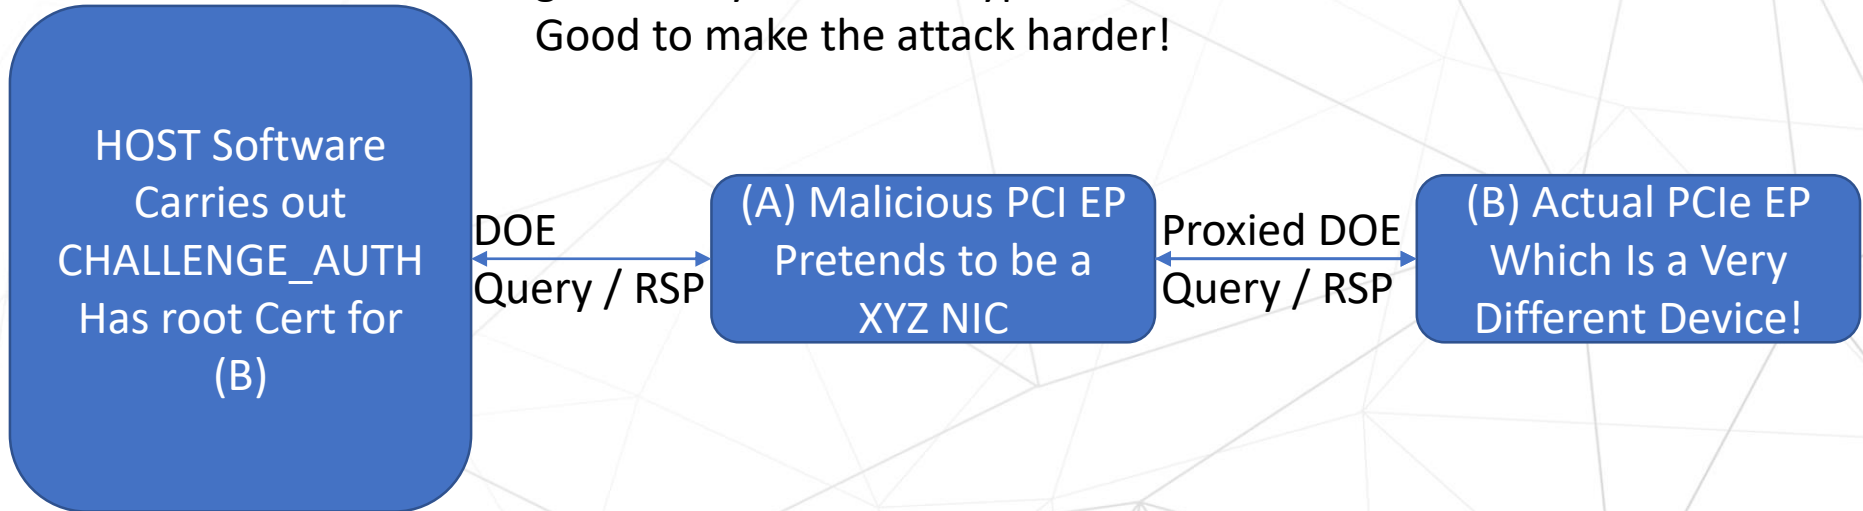 Good to make the attack harder!
HOST Software
Carries out
CHALLENGE_AUTH
Has root Cert for
(B)
DOE
Query / RSP
(A) Malicious PCI EP
Pretends to be a
XYZ NIC
Proxied DOE
Query / RSP
(B) Actual PCIe EP
Which Is a Very
Different Device!